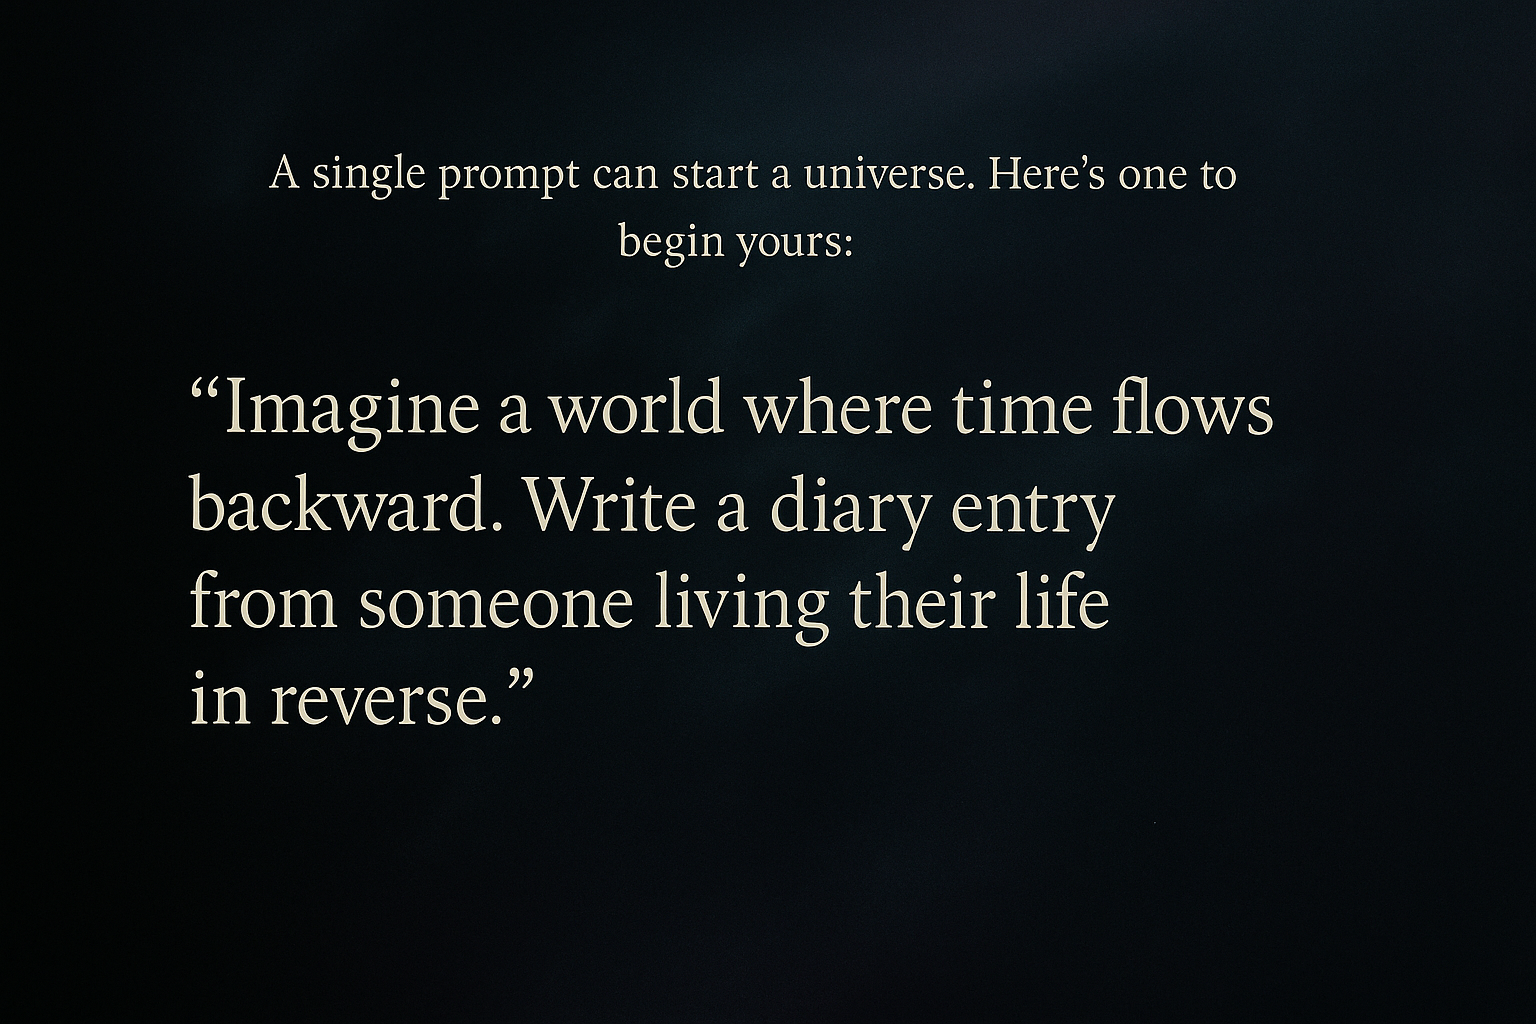 A single prompt can start a universe. Here’s one to
begin yours:
“Imagine a world where time flows
backward. Write a diary entry
from someone living their life
in reverse.”